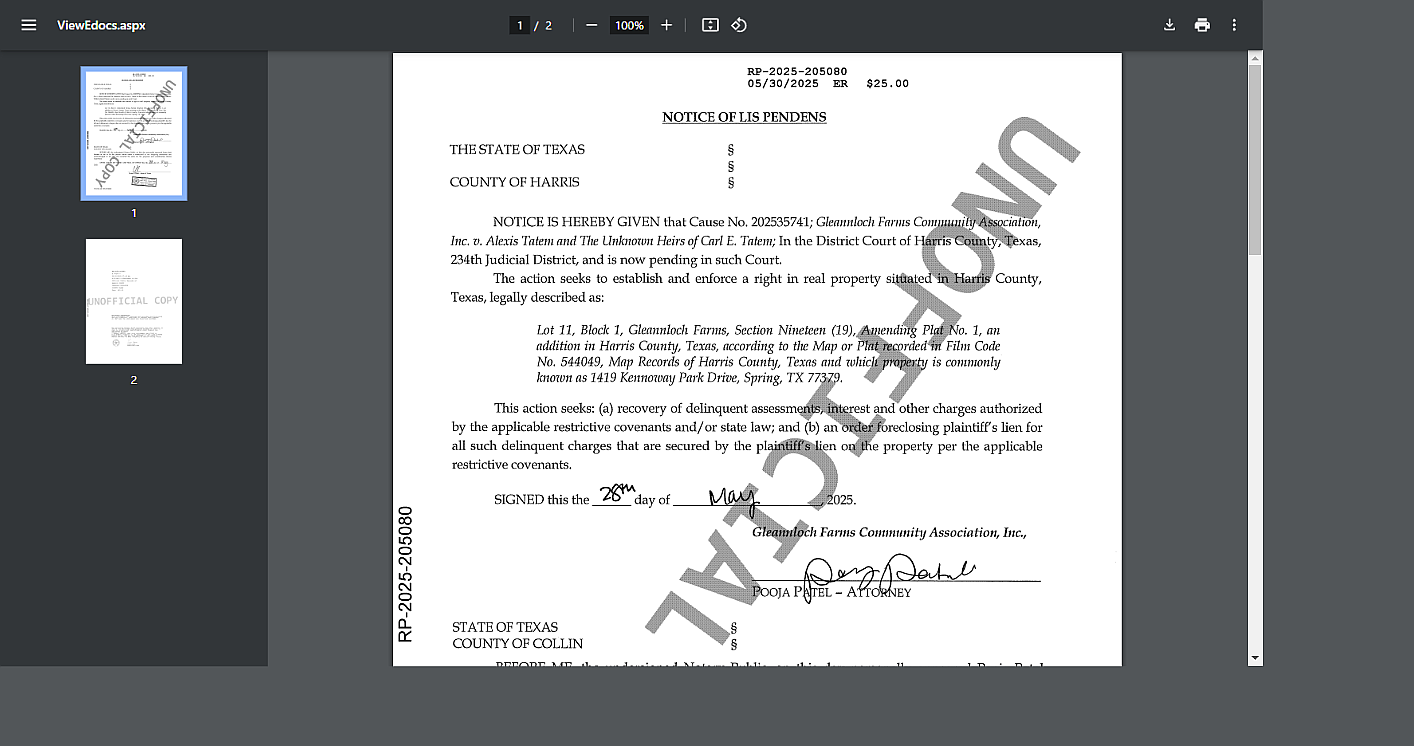 ViewEdocs.aspx
1 / 2
100%
RP-2025-205080
05/30/2025 ER $25.00
NOTICE OF LIS PENDENS
THE STATE OF TEXAS §
§
COUNTY OF HARRIS §
NOTICE IS HEREBY GIVEN that Cause No. 202535741; Gleannloch Farms Community Association,
Inc. v. Alexis Tatem and The Unknown Heirs of Carl E. Tatem; In the District Court of Harris County, Texas,
234th Judicial District, and is now pending in such Court.
The action seeks to establish and enforce a right in real property situated in Harris County,
Texas, legally described as:
Lot 11, Block 1, Gleannloch Farms, Section Nineteen (19), Amending Plat No. 1, an
addition in Harris County, Texas, according to the Map or Plat recorded in Film Code
No. 544049, Map Records of Harris County, Texas and which property is commonly
known as 1419 Kennoway Park Drive, Spring, TX 77379.
This action seeks: (a) recovery of delinquent assessments, interest and other charges authorized
by the applicable restrictive covenants and/or state law; and (b) an order foreclosing plaintiff's lien for
all such delinquent charges that are secured by the plaintiff's lien on the property per the applicable
restrictive covenants.
SIGNED this the 28th day of May, 2025.
Gleannloch Farms Community Association, Inc.,
POOJA PATEL – ATTORNEY
STATE OF TEXAS §
COUNTY OF COLLIN §
UNOFFICIAL
RP-2025-205080
UNOFFICIAL COPY
1
UNOFFICIAL COPY
2